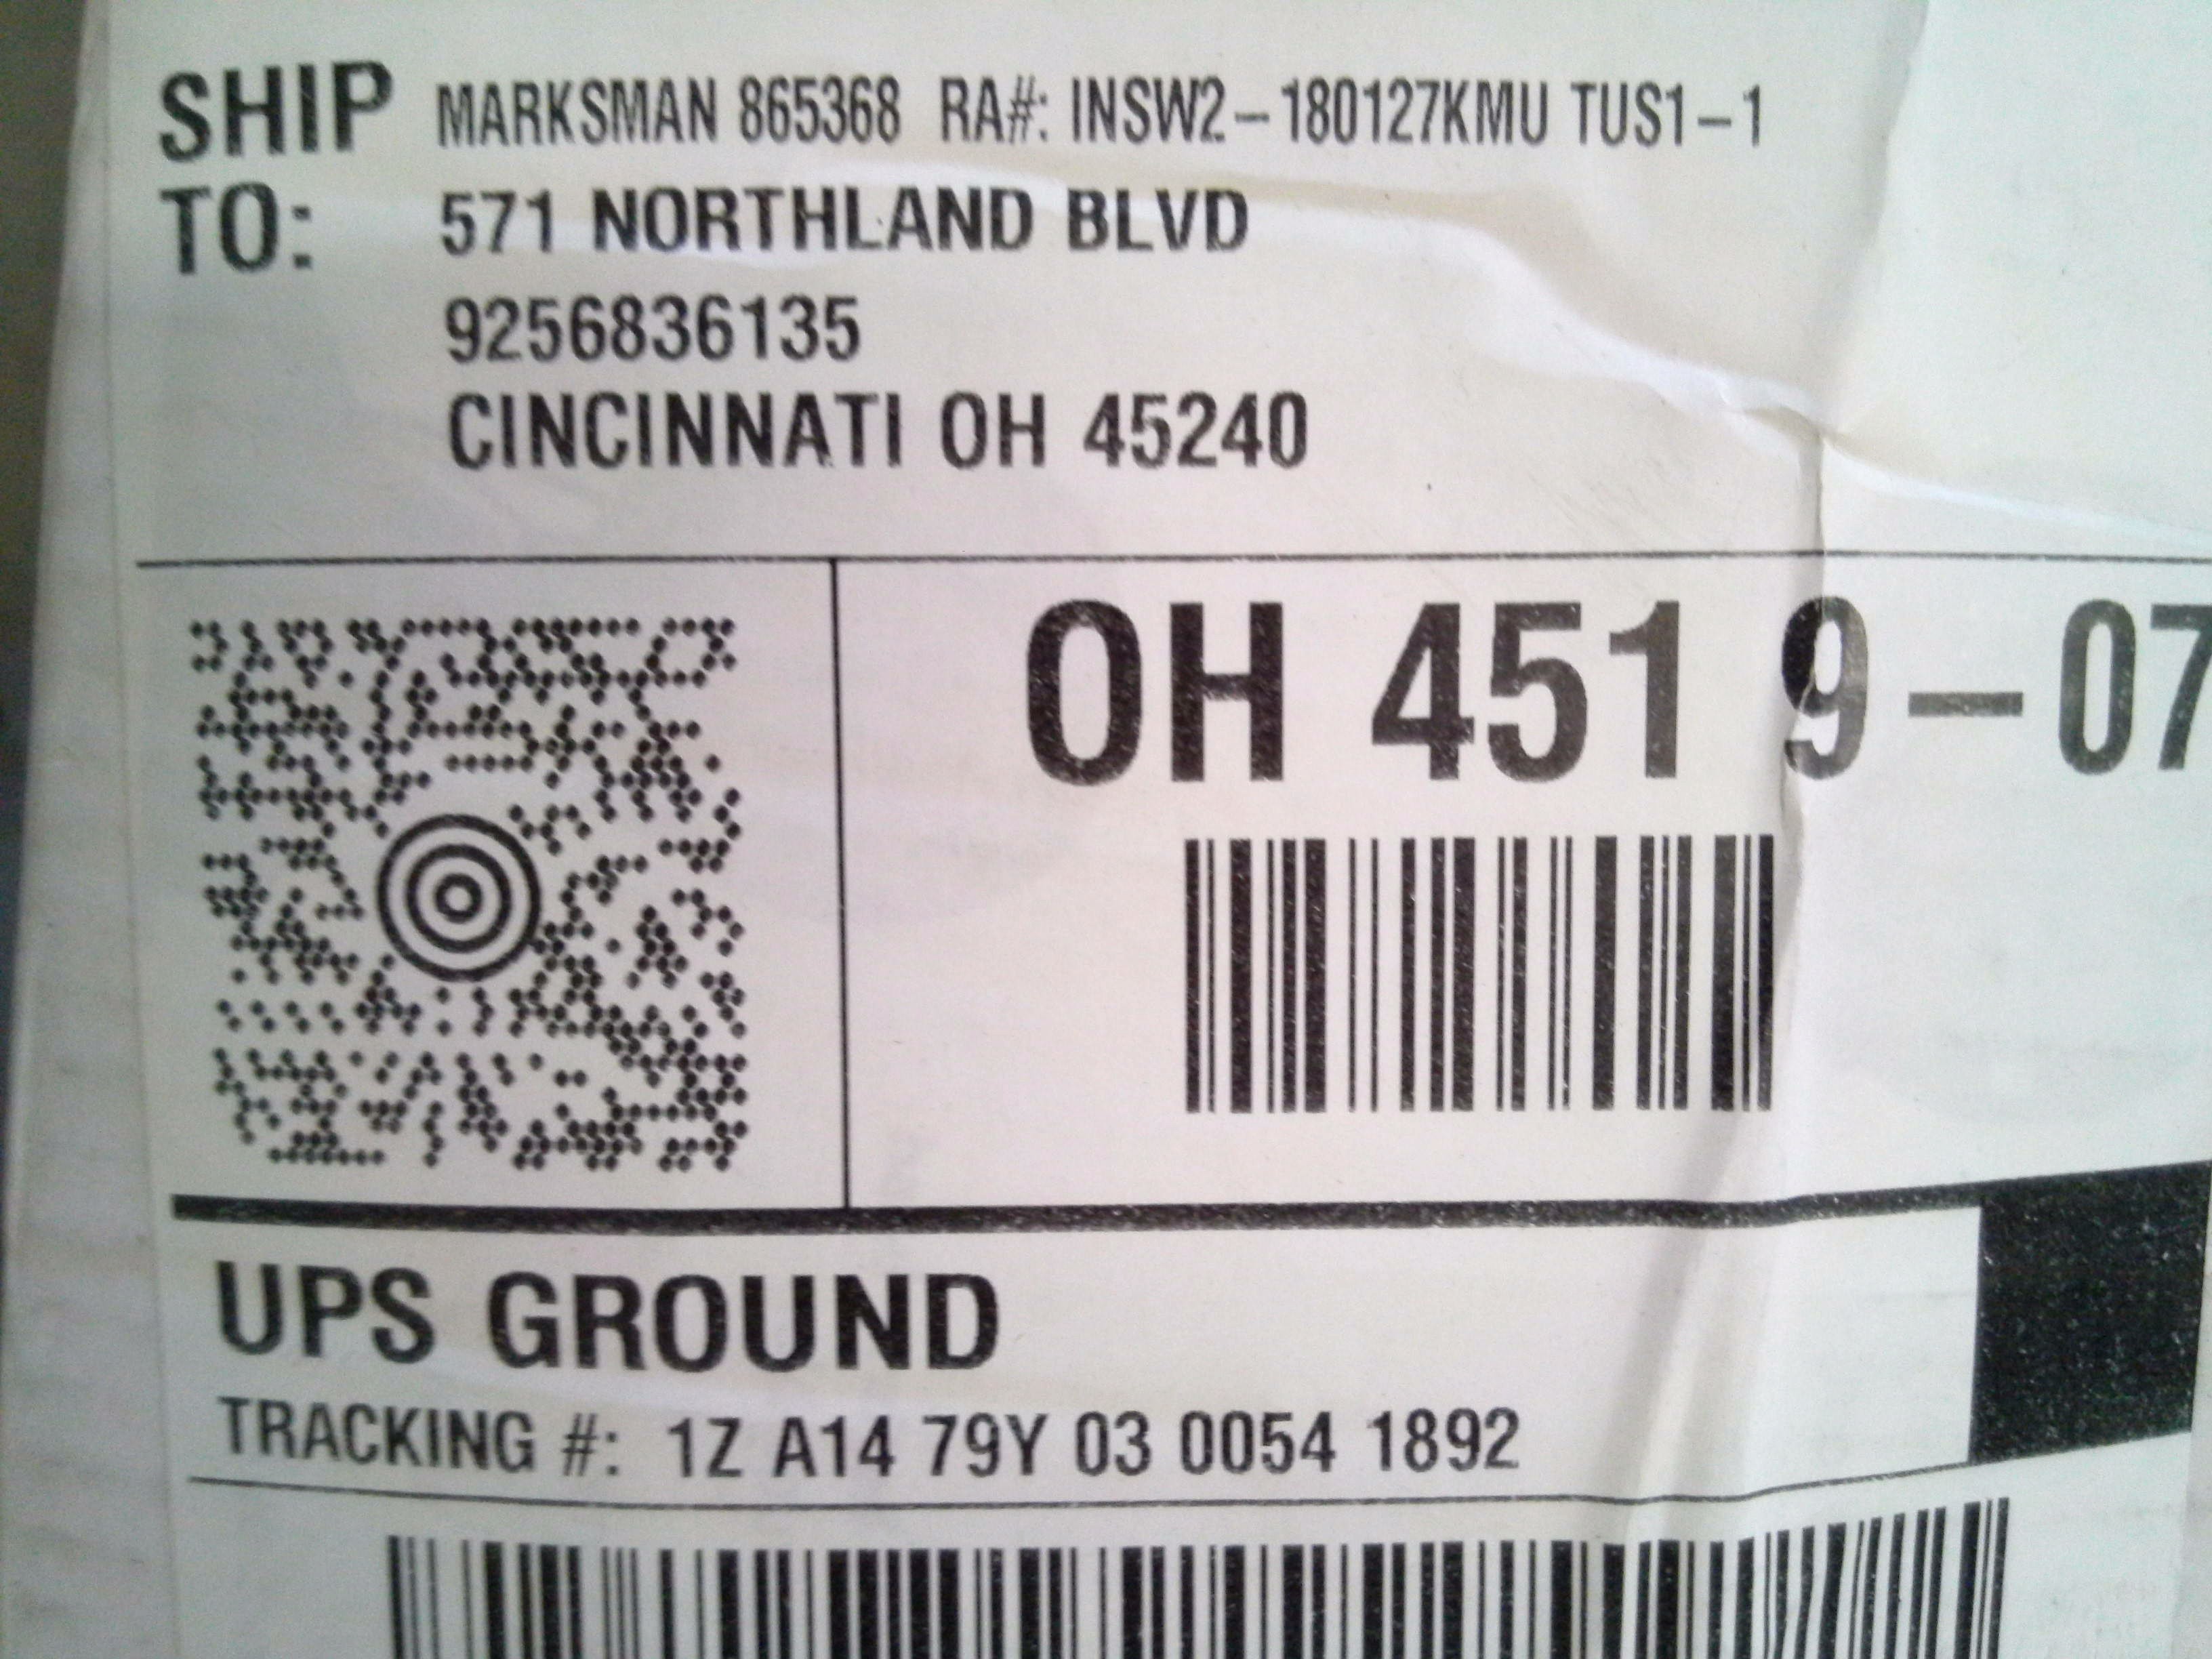 SHIP MARKSMAN 865368 RA#: INSW2-180127KMU TUS1-1
TO: 571 NORTHLAND BLVD
9256836135
CINCINNATI OH 45240
OH 451 9-07
UPS GROUND
TRACKING #: 1Z A14 79Y 03 0054 1892